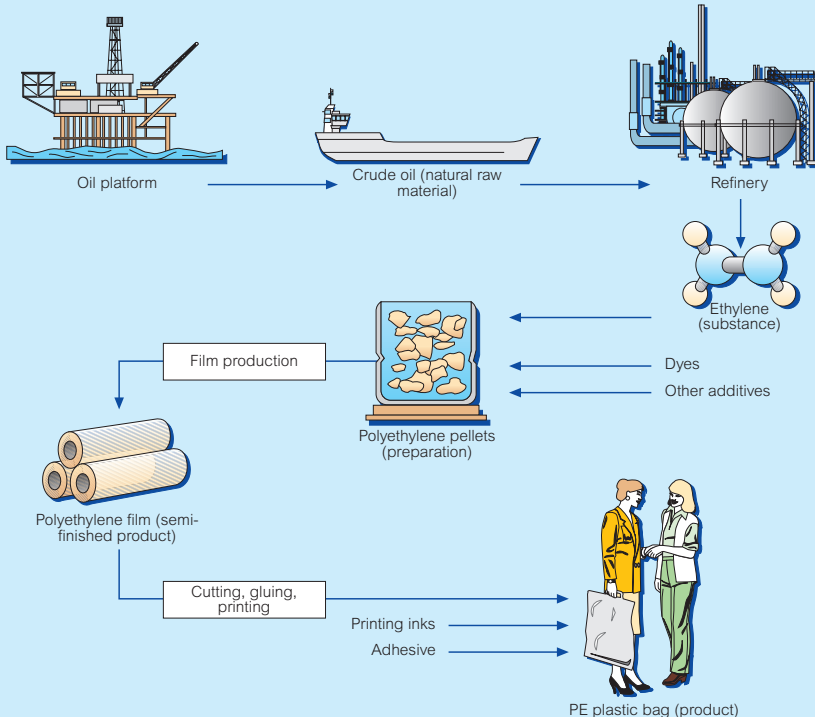 Oil platform
Crude oil (natural raw
material)
Refinery
Ethylene
(substance)
Dyes
Other additives
Polyethylene pellets
(preparation)
Film production
Polyethylene film (semi-
finished product)
Cutting, gluing,
printing
Printing inks
Adhesive
PE plastic bag (product)